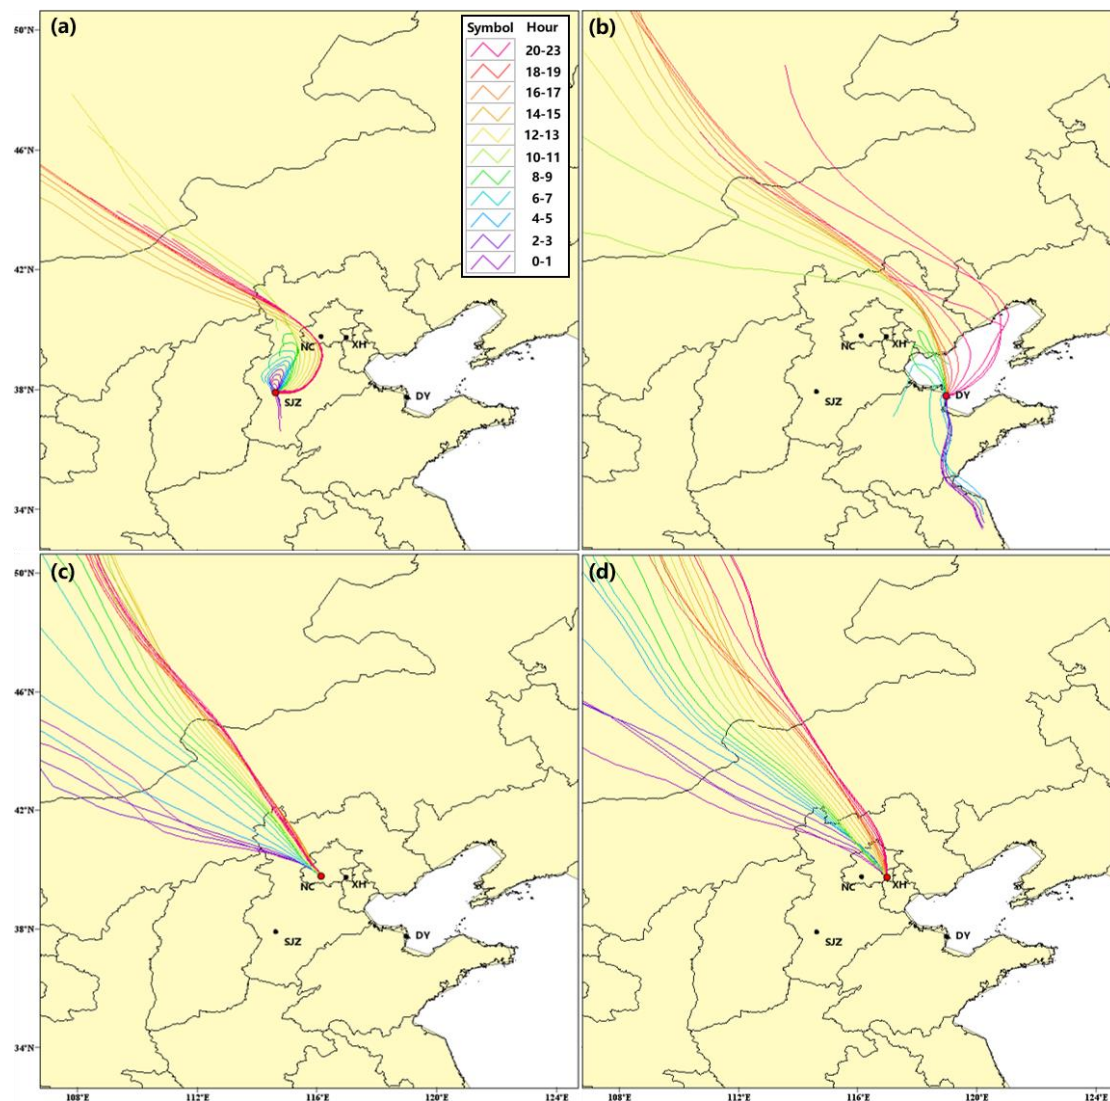 (a)
Symbol Hour
20-23
18-19
16-17
14-15
12-13
10-11
8-9
6-7
4-5
2-3
0-1
50°N
46°N
42°N
38°N
34°N
NC
XH
SJZ
DY
(b)
NC
XH
SJZ
DY
(c)
50°N
46°N
42°N
38°N
34°N
NC
XH
SJZ
DY
108°E 112°E 116°E 120°E 124°E
(d)
NC
XH
SJZ
DY
108°E 112°E 116°E 120°E 124°E